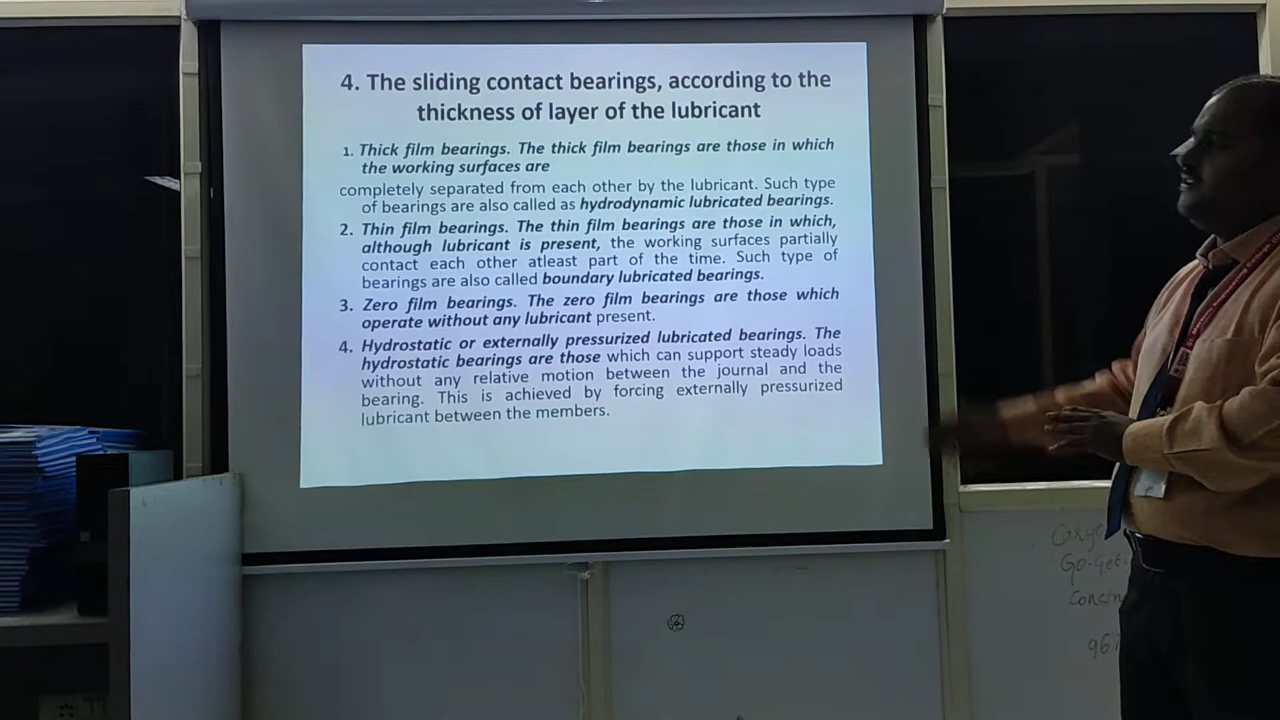 4. The sliding contact bearings, according to the
thickness of layer of the lubricant
1. Thick film bearings. The thick film bearings are those in which
the working surfaces are
completely separated from each other by the lubricant. Such type
of bearings are also called as hydrodynamic lubricated bearings.
2. Thin film bearings. The thin film bearings are those in which,
although lubricant is present, the working surfaces partially
contact each other atleast part of the time. Such type of
bearings are also called boundary lubricated bearings.
3. Zero film bearings. The zero film bearings are those which
operate without any lubricant present.
4. Hydrostatic or externally pressurized lubricated bearings. The
hydrostatic bearings are those which can support steady loads
without any relative motion between the journal and the
bearing. This is achieved by forcing externally pressurized
lubricant between the members.
Go-Get-